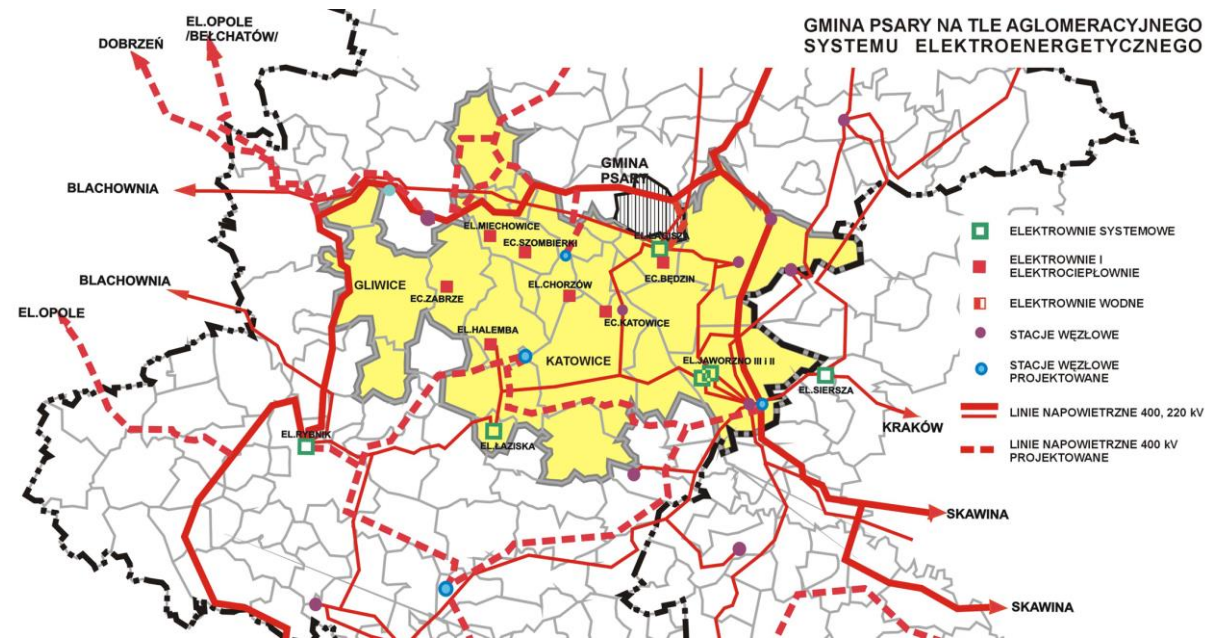 GMINA PSARY NA TLE AGLOMERACYJNEGO
SYSTEMU ELEKTROENERGETYCZNEGO
EL.OPOLE
/BEŁCHATÓW/
DOBRZEŃ
BLACHOWNIA
GMINA
PSARY
EL.MIECHOWICE
EC.SZOMBIERKI
EL.ŁAGISZA
EC.BĘDZIN
BLACHOWNIA
GLIWICE
EC.ZABRZE
EL.CHORZÓW
EC.KATOWICE
EL.OPOLE
EL.HALEMBA
KATOWICE
EL.JAWORZNO III i II
EL.SIERSZA
KRAKÓW
EL.RYBNIK
EL.ŁAZISKA
SKAWINA
SKAWINA
ELEKTROWNIE SYSTEMOWE
ELEKTROWNIE I
ELEKTROCIEPŁOWNIE
ELEKTROWNIE WODNE
STACJE WĘZŁOWE
STACJE WĘZŁOWE
PROJEKTOWANE
LINIE NAPOWIETRZNE 400, 220 kV
LINIE NAPOWIETRZNE 400 kV
PROJEKTOWANE